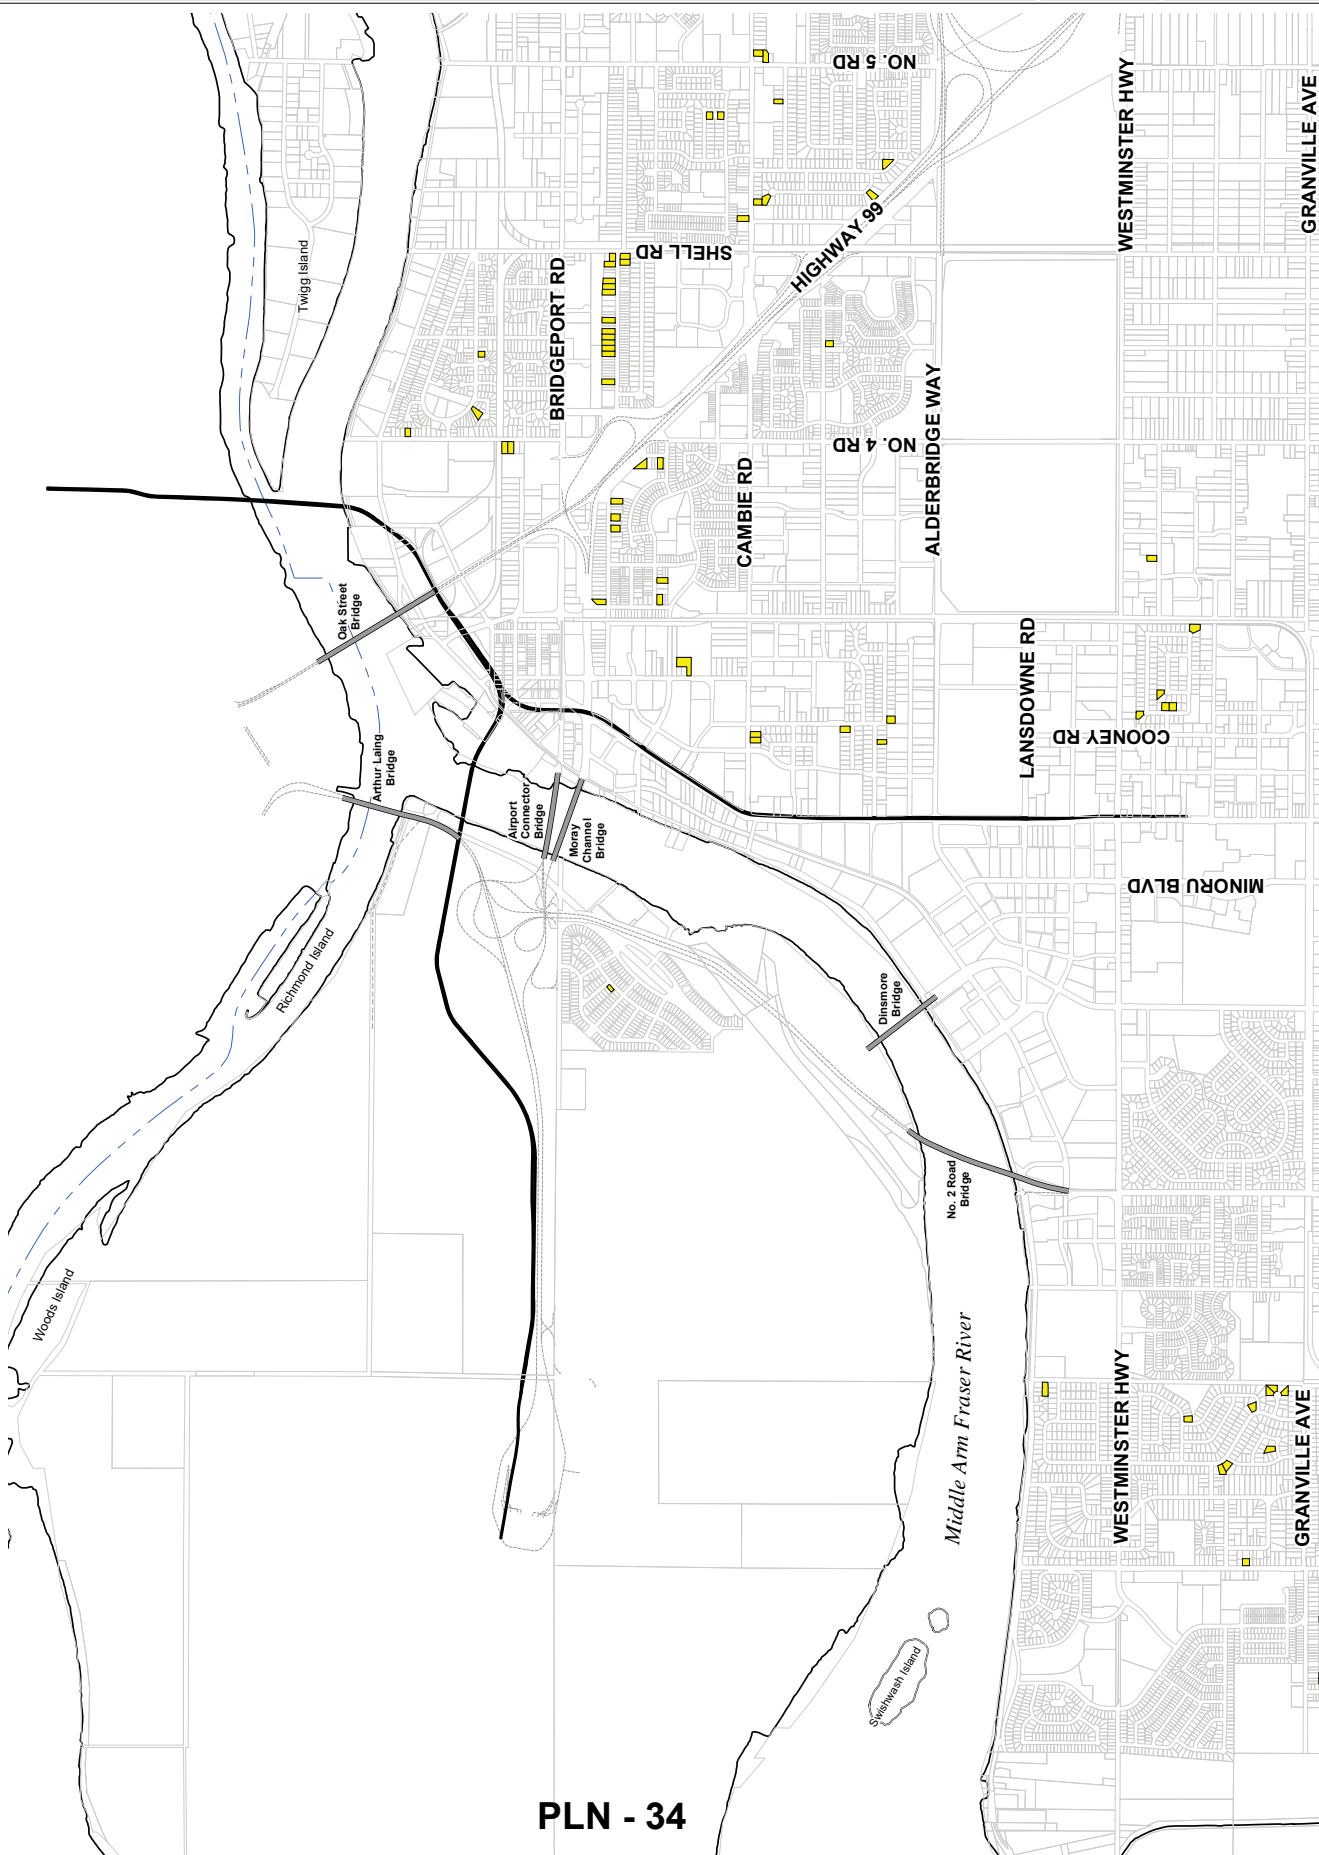 NO. 5 RD
WESTMINSTER HWY
GRANVILLE AVE
Twigg Island
SHELL RD
HIGHWAY 99
BRIDGEPORT RD
NO. 4 RD
ALDERBRIDGE WAY
CAMBIE RD
Oak Street
Bridge
LANSDOWNE RD
COONEY RD
Arthur Laing
Bridge
Airport
Connector
Bridge
Moray
Channel
Bridge
MINORU BLVD
Richmond Island
Dinsmore
Bridge
No. 2 Road
Bridge
Woods Island
Middle Arm Fraser River
WESTMINSTER HWY
GRANVILLE AVE
Swishwash Island
PLN - 34